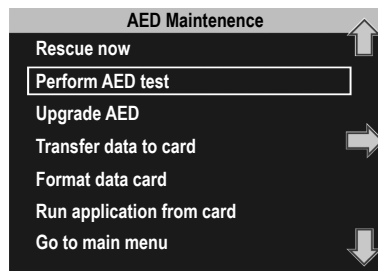 AED Maintenence
Rescue now
Perform AED test
Upgrade AED
Transfer data to card
Format data card
Run application from card
Go to main menu